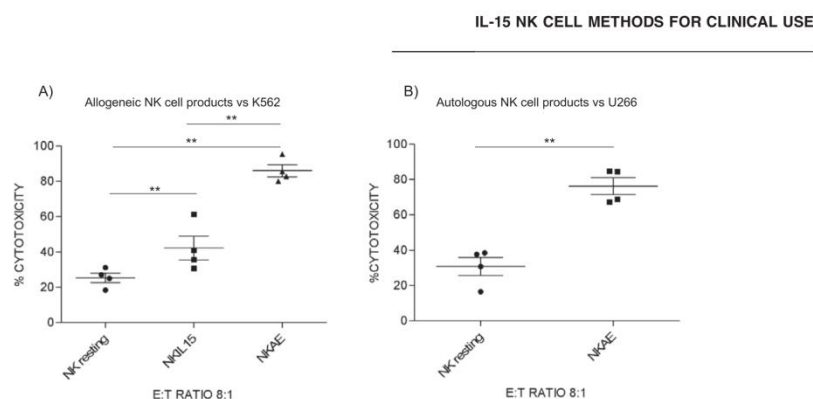 IL-15 NK CELL METHODS FOR CLINICAL USE
A)
Allogeneic NK cell products vs K562
**
**
**
100
80
60
40
20
0
% CYTOTOXICITY
NK resting
NKIL15
NKAE
E:T RATIO 8:1
B)
Autologous NK cell products vs U266
**
100
80
60
40
20
0
%CYTOTOXICITY
NK resting
NKAE
E:T RATIO 8:1